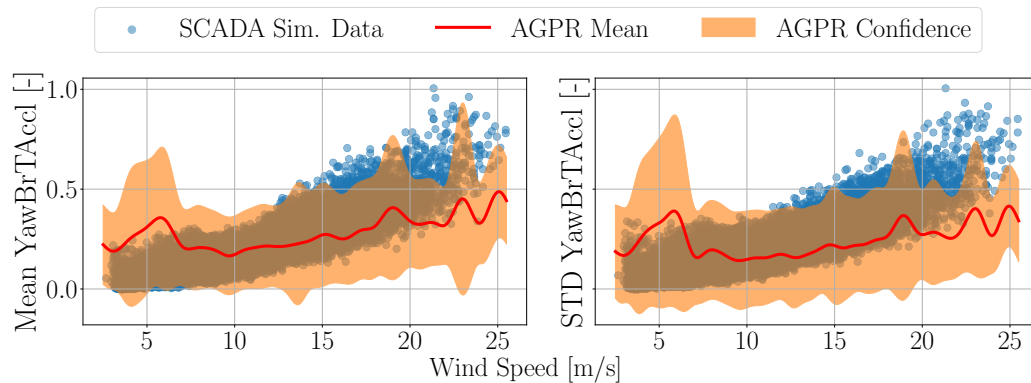 SCADA Sim. Data AGPR Mean AGPR Confidence
Mean YawBrTAccl [-]
1.0
0.5
0.0
5 10 15 20 25
STD YawBrTAccl [-]
5 10 15 20 25
Wind Speed [m/s]